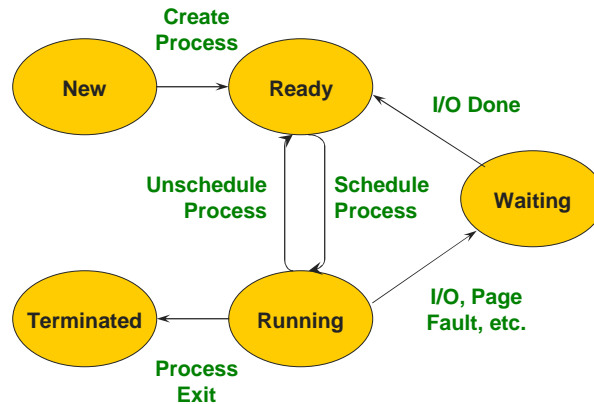 Create
Process
New
Ready
I/O Done
Unschedule
Process
Schedule
Process
Waiting
I/O, Page
Fault, etc.
Terminated
Running
Process
Exit